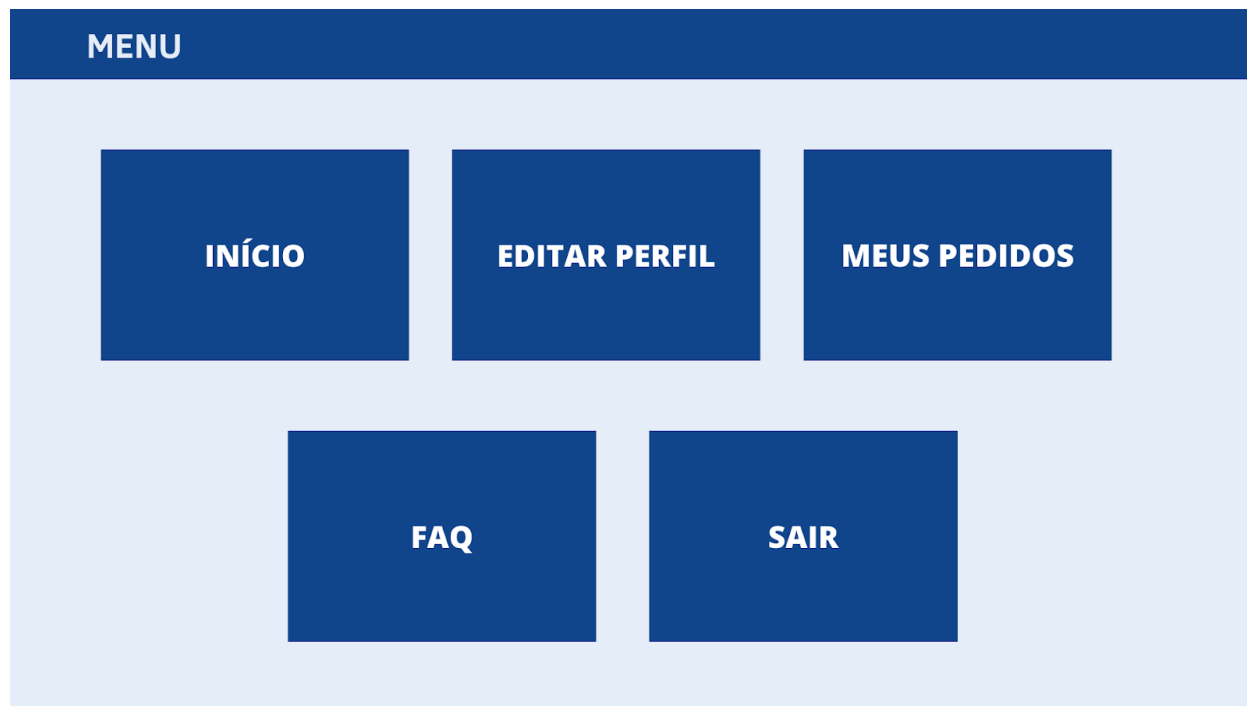 MENU
INÍCIO
EDITAR PERFIL
MEUS PEDIDOS
FAQ
SAIR